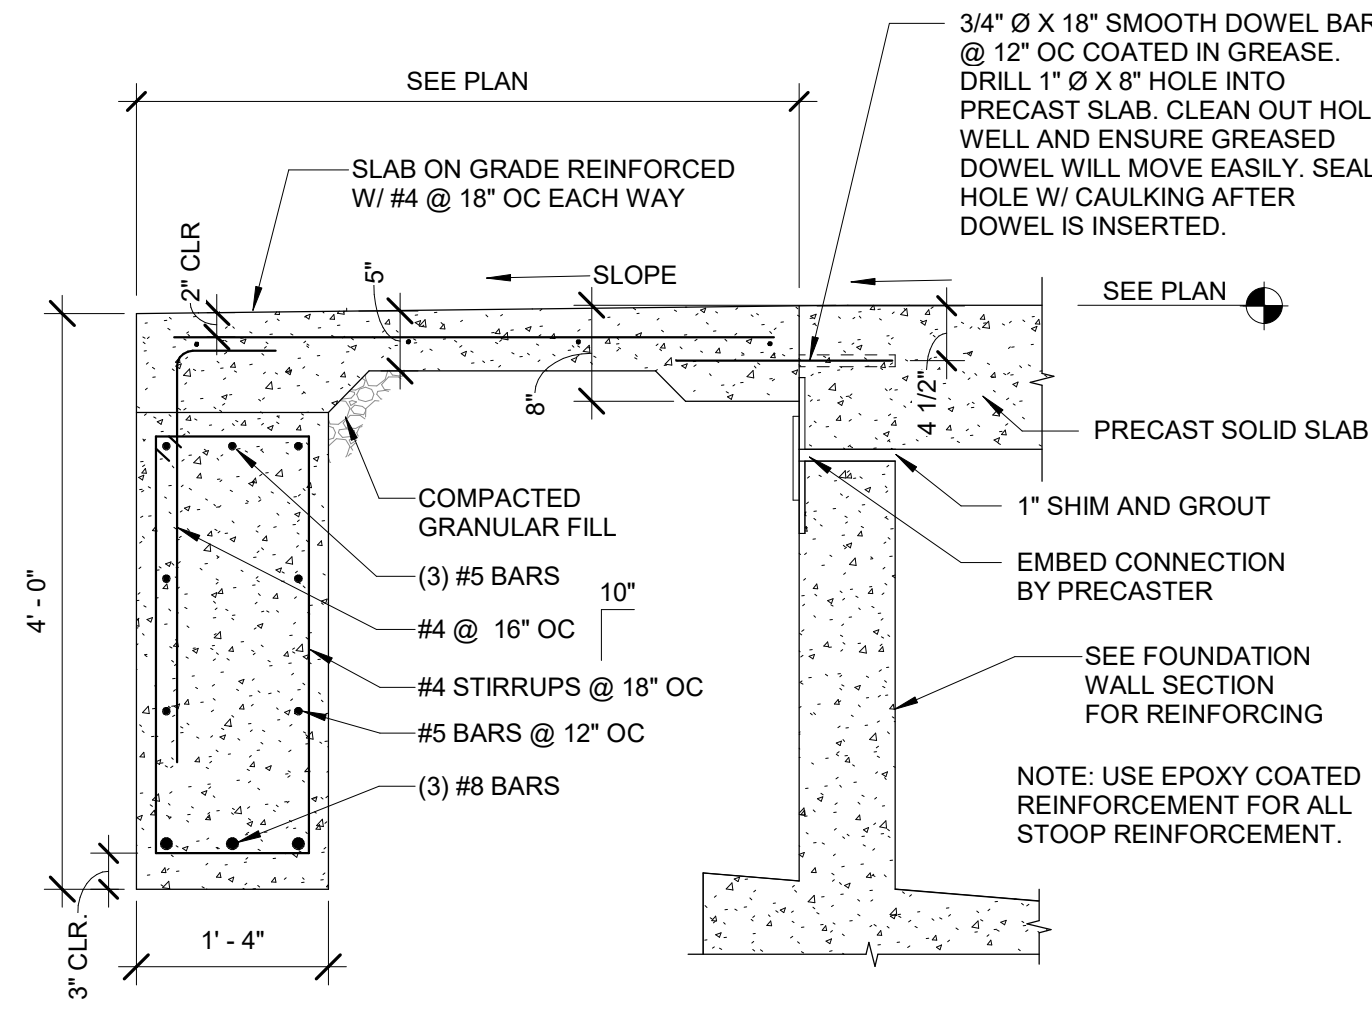 3/4" Ø X 18" SMOOTH DOWEL BAR
@ 12" OC COATED IN GREASE.
DRILL 1" Ø X 8" HOLE INTO
PRECAST SLAB. CLEAN OUT HOL
WELL AND ENSURE GREASED
DOWEL WILL MOVE EASILY. SEAL
HOLE W/ CAULKING AFTER
DOWEL IS INSERTED.
SEE PLAN
SLAB ON GRADE REINFORCED
W/ #4 @ 18" OC EACH WAY
2" CLR
5"
SLOPE
SEE PLAN
8"
4 1/2"
PRECAST SOLID SLAB
COMPACTED
GRANULAR FILL
1" SHIM AND GROUT
(3) #5 BARS
EMBED CONNECTION
BY PRECASTER
4' - 0"
10"
#4 @ 16" OC
#4 STIRRUPS @ 18" OC
SEE FOUNDATION
WALL SECTION
FOR REINFORCING
#5 BARS @ 12" OC
(3) #8 BARS
NOTE: USE EPOXY COATED
REINFORCEMENT FOR ALL
STOOP REINFORCEMENT.
3" CLR.
1' - 4"